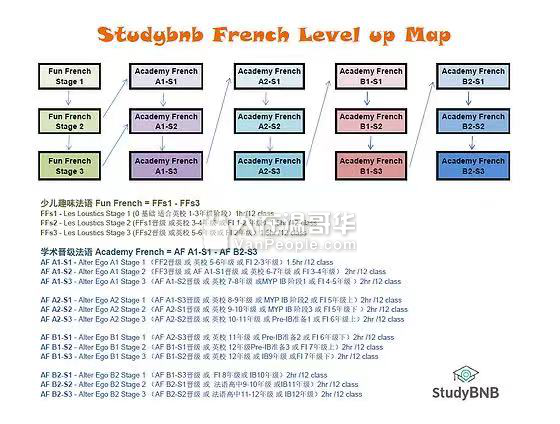 Studybnb French Level up Map
Fun French Stage 1
Academy French A1-S1
Academy French A2-S1
Academy French B1-S1
Academy French B2-S1
Fun French Stage 2
Academy French A1-S2
Academy French A2-S2
Academy French B1-S2
Academy French B2-S2
Fun French Stage 3
Academy French A1-S3
Academy French A2-S3
Academy French B1-S3
Academy French B2-S3
少儿趣味法语 Fun French = FFs1 - FFs3
FFs1 - Les Loustics Stage 1 (0 基础 适合英校 1-3年级阶段）1hr/12 class
FFs2 - Les Loustics Stage 2 (FFs1晋级 或英校 3-4年级 或 FI 1-2 年级）1.5hr/12 class
FFs3 - Les Loustics Stage 3 (FFs2晋级 或英校 5-6年级 1.5hr/12 class
VanPeople.com
学术晋级法语 Academy French = AF A1-S1 - AF B2-S3
AF A1-S1 - Alter Ego A1 Stage 1 （FF2晋级 或 英校 5-6年级 或 FI 2-3年级）1.5hr /12 class
AF A1-S2 - Alter Ego A1 Stage 2 （FF3晋级 或 AF A1-S1晋级 或 英校 6-7年级 或 FI 3-4年级）2hr /12 class
AF A1-S3 - Alter Ego A1 Stage 3 （AF A1-S2晋级 或 英校 7-8年级 或MYP IB 阶段1 或 FI 4-5年级）2hr /12 class
AF A2-S1 - Alter Ego A2 Stage 1 （AF A1-S3晋级 或 英校 8-9年级 或 MYP IB 阶段2 或 FI 5年级上）2hr /12 class
AF A2-S2 - Alter Ego A2 Stage 2 （AF A2-S1晋级 或 英校 9-10年级 或 MYP IB 阶段3 或 FI 5年级下）2hr /12 class
AF A2-S3 - Alter Ego A2 Stage 3 （AF A2-S2晋级 或 英校 10-11年级 或 Pre-IB准备1 或 FI 6年级上）2hr /12 class
AF B1-S1 - Alter Ego B1 Stage 1 （AF A2-S3晋级 或 英校 11年级 或 Pre-IB准备2 或 FI 6年级下）2hr /12 class
AF B1-S2 - Alter Ego B1 Stage 2 （AF B1-S1晋级 或 英校 12年级Pre-IB准备3 或 FI 7年级上）2hr /12 class
AF B1-S3 - Alter Ego B1 Stage 3 （AF B1-S2晋级 或 英校 12年级 或 IB9年级 或 FI 7年级下）2hr /12 class
AF B2-S1 - Alter Ego B2 Stage 1 （AF B1-S3晋级 或 FI 8年级或 IB10年级）2hr /12 class
AF B2-S2 - Alter Ego B2 Stage 2 （AF B2-S1晋级 或 法语高中9-10年级 或IB11年级）2hr /12 class
AF B2-S3 - Alter Ego B2 Stage 3 （AF B2-S2晋级 或 法语高中11-12年级 或 IB12年级）2hr /12 class
StudyBNB